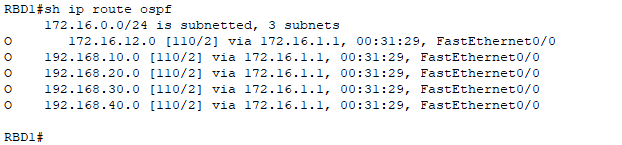 RBD1#sh ip route ospf
     172.16.0.0/24 is subnetted, 3 subnets
O       172.16.12.0 [110/2] via 172.16.1.1, 00:31:29, FastEthernet0/0
O    192.168.10.0 [110/2] via 172.16.1.1, 00:31:29, FastEthernet0/0
O    192.168.20.0 [110/2] via 172.16.1.1, 00:31:29, FastEthernet0/0
O    192.168.30.0 [110/2] via 172.16.1.1, 00:31:29, FastEthernet0/0
O    192.168.40.0 [110/2] via 172.16.1.1, 00:31:29, FastEthernet0/0
RBD1#